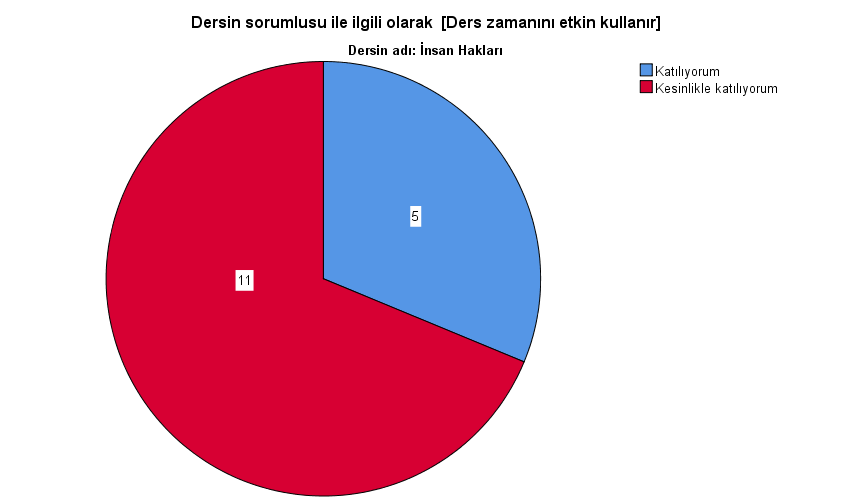 Dersin sorumlusu ile ilgili olarak [Ders zamanını etkin kullanır]
Dersin adı: İnsan Hakları
Katılıyorum
Kesinlikle katılıyorum
5
11